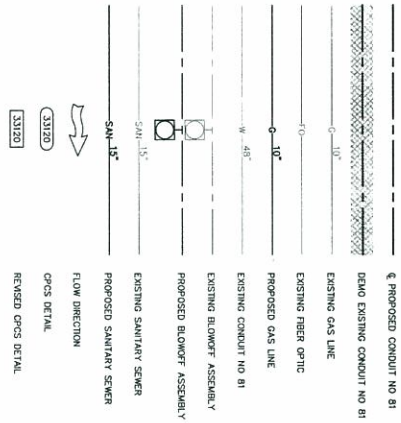 ℄ PROPOSED CONDUIT NO 81
DEMO EXISTING CONDUIT NO 81
G 10" EXISTING GAS LINE
FO EXISTING FIBER OPTIC
G 10" PROPOSED GAS LINE
W 48" EXISTING CONDUIT NO 81
EXISTING BLOWOFF ASSEMBLY
PROPOSED BLOWOFF ASSEMBLY
SAN 15" EXISTING SANITARY SEWER
SAN 15" PROPOSED SANITARY SEWER
FLOW DIRECTION
33120 CPCS DETAIL
33120 REVISED CPCS DETAIL